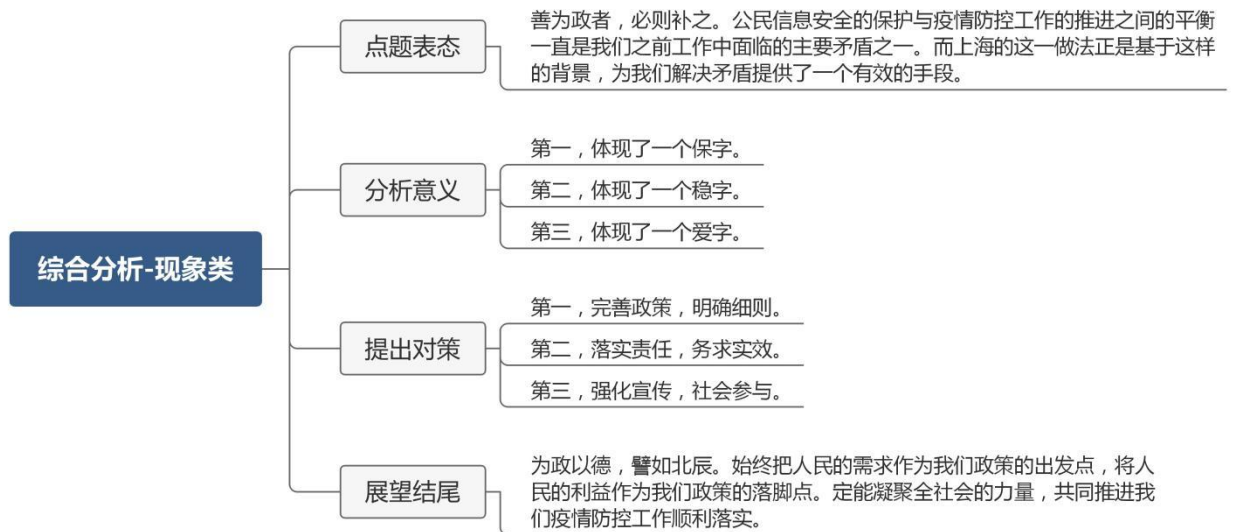 综合分析-现象类
点题表态
善为政者，必则补之。公民信息安全的保护与疫情防控工作的推进之间的平衡
一直是我们之前工作中面临的主要矛盾之一。而上海的这一做法正是基于这样
的背景，为我们解决矛盾提供了一个有效的手段。
分析意义
第一，体现了一个保字。
第二，体现了一个稳字。
第三，体现了一个爱字。
提出对策
第一，完善政策，明确细则。
第二，落实责任，务求实效。
第三，强化宣传，社会参与。
展望结尾
为政以德，譬如北辰。始终把人民的需求作为我们政策的出发点，将人
民的利益作为我们政策的落脚点。定能凝聚全社会的力量，共同推进我
们疫情防控工作顺利落实。